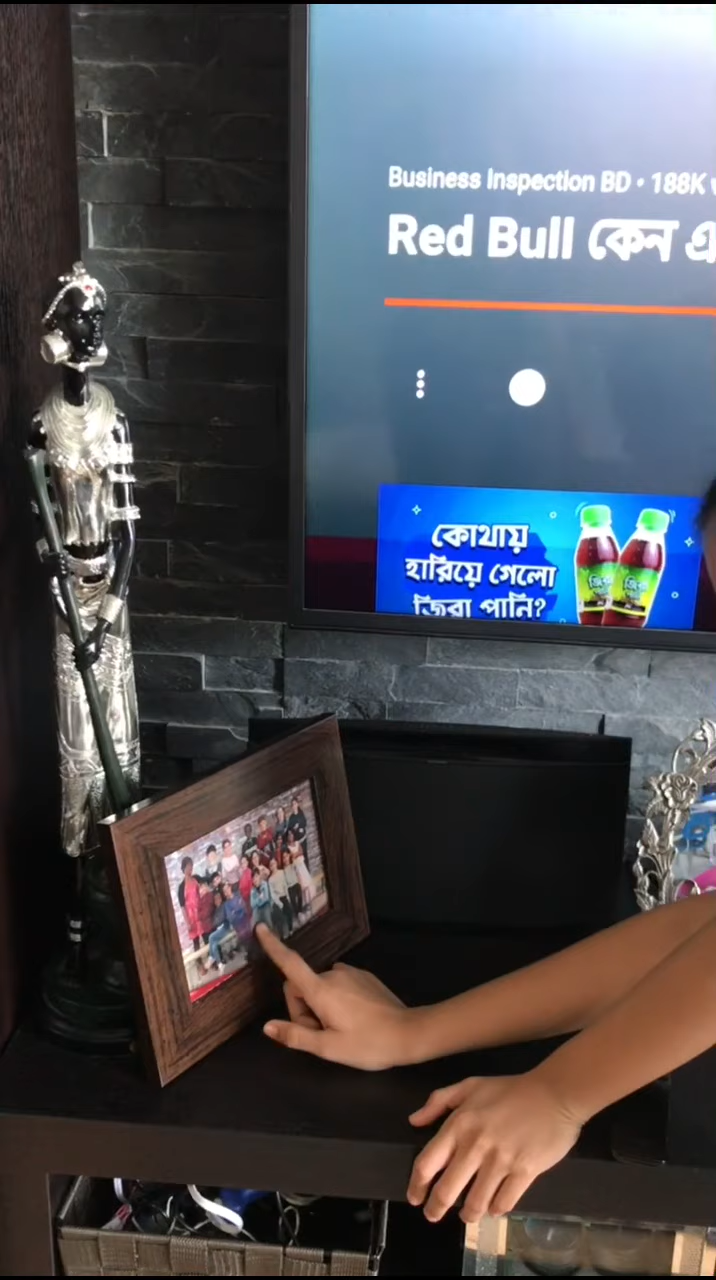 Business Inspection BD • 188K
Red Bull কেন
কোথায়
হারিয়ে গেলো
জিরা পানি?